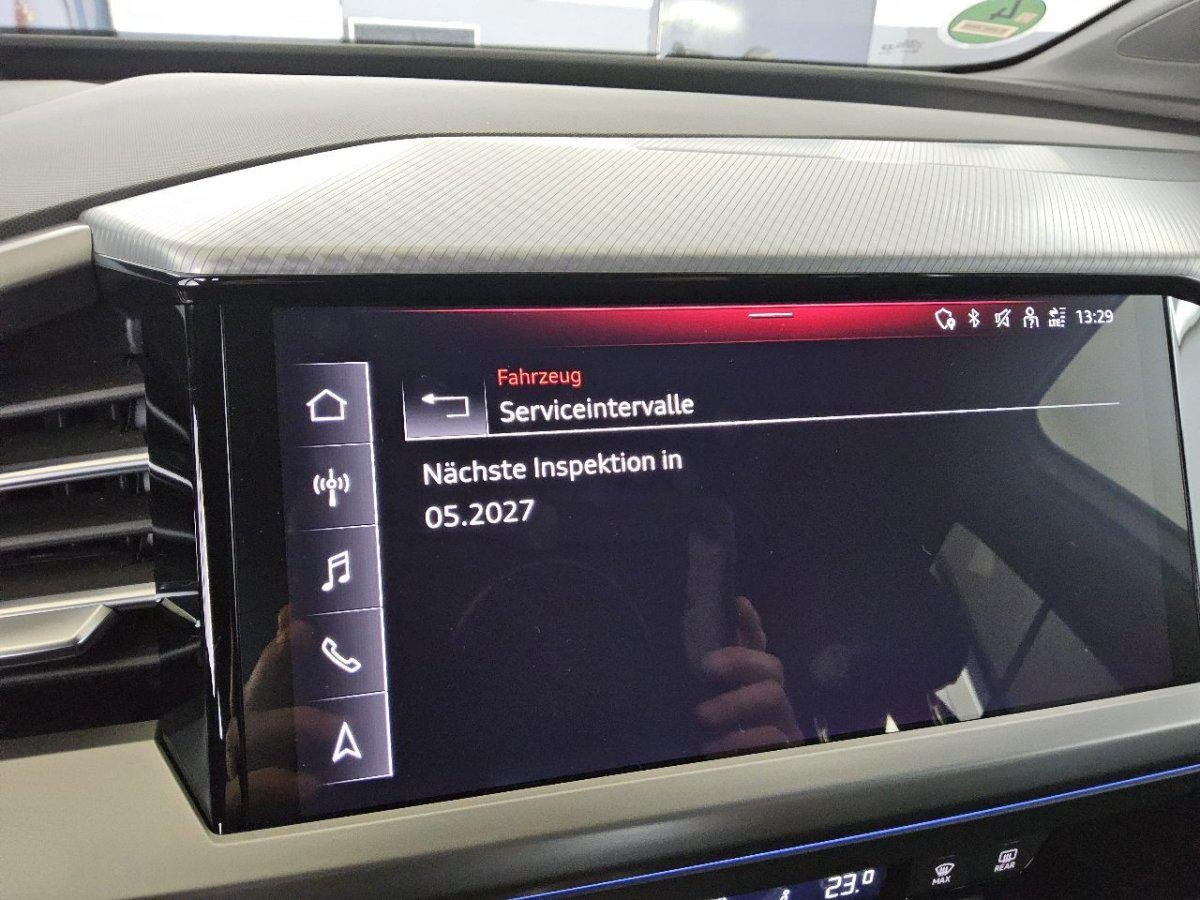 13:29
Fahrzeug
Serviceintervalle
Nächste Inspektion in
05.2027
23.0
MAX
REAR